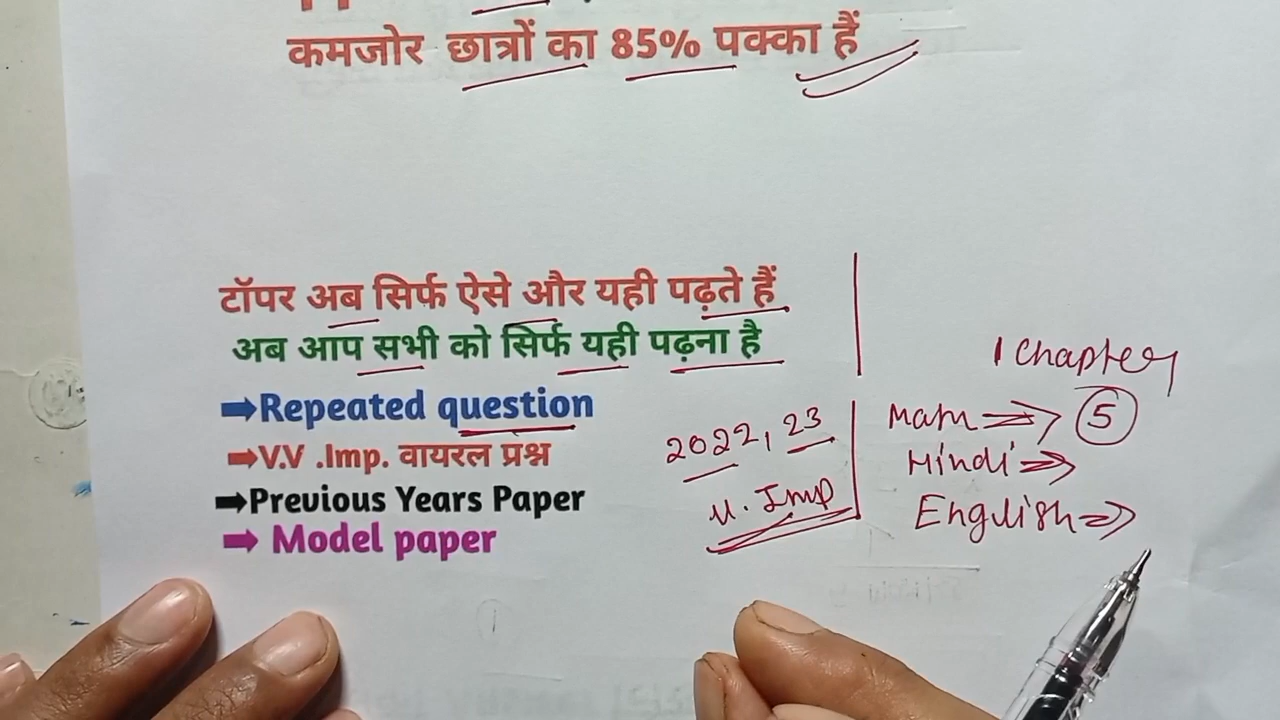 कमजोर छात्रों का 85% पक्का हैं
टॉपर अब सिर्फ ऐसे और यही पढ़ते हैं
अब आप सभी को सिर्फ यही पढ़ना है
➡Repeated question
➡V.V .Imp. वायरल प्रश्न
➡Previous Years Paper
➡ Model paper
2022, 23
Imp
1 Chapter
Math ⇒ 5
Hindi ⇒
English ⇒